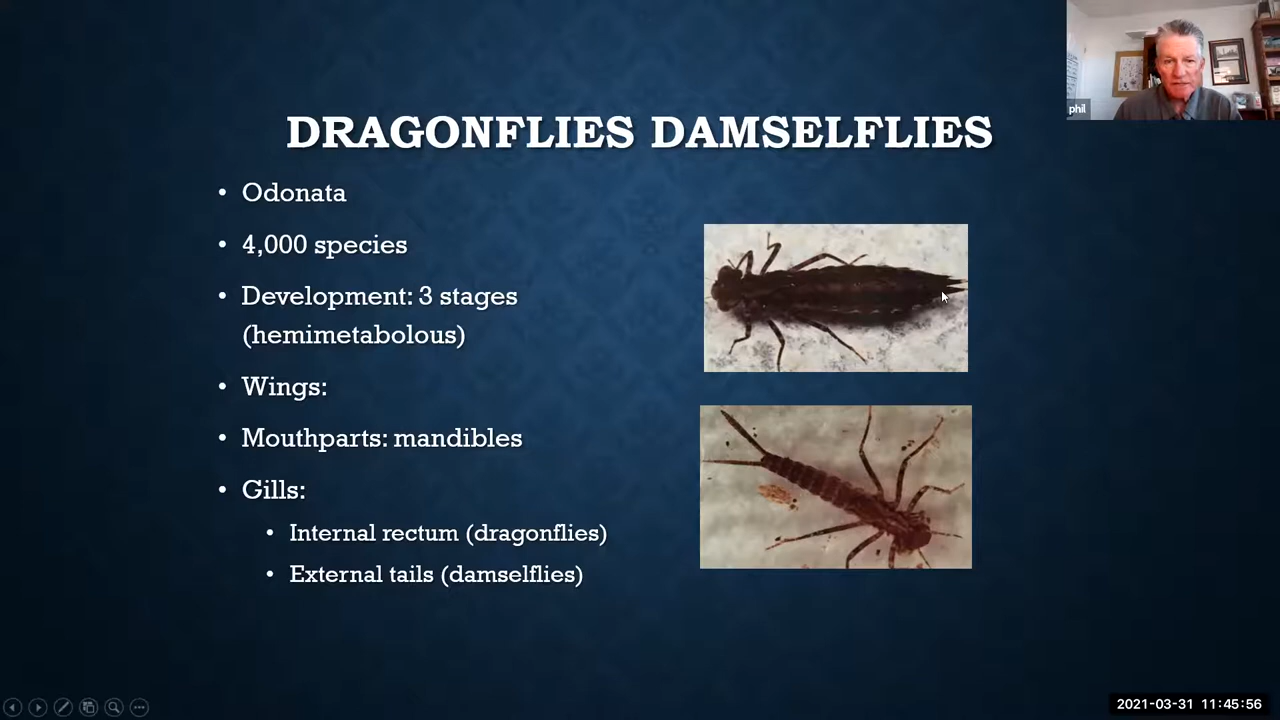 phil
DRAGONFLIES DAMSELFLIES
• Odonata
• 4,000 species
• Development: 3 stages
(hemimetabolous)
• Wings:
• Mouthparts: mandibles
• Gills:
• Internal rectum (dragonflies)
• External tails (damselflies)
2021-03-31 11:45:56